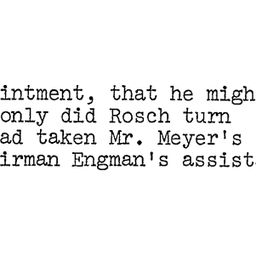 intment, that he migh
only did Rosch turn
ad taken Mr. Meyer's
irman Engman's assist